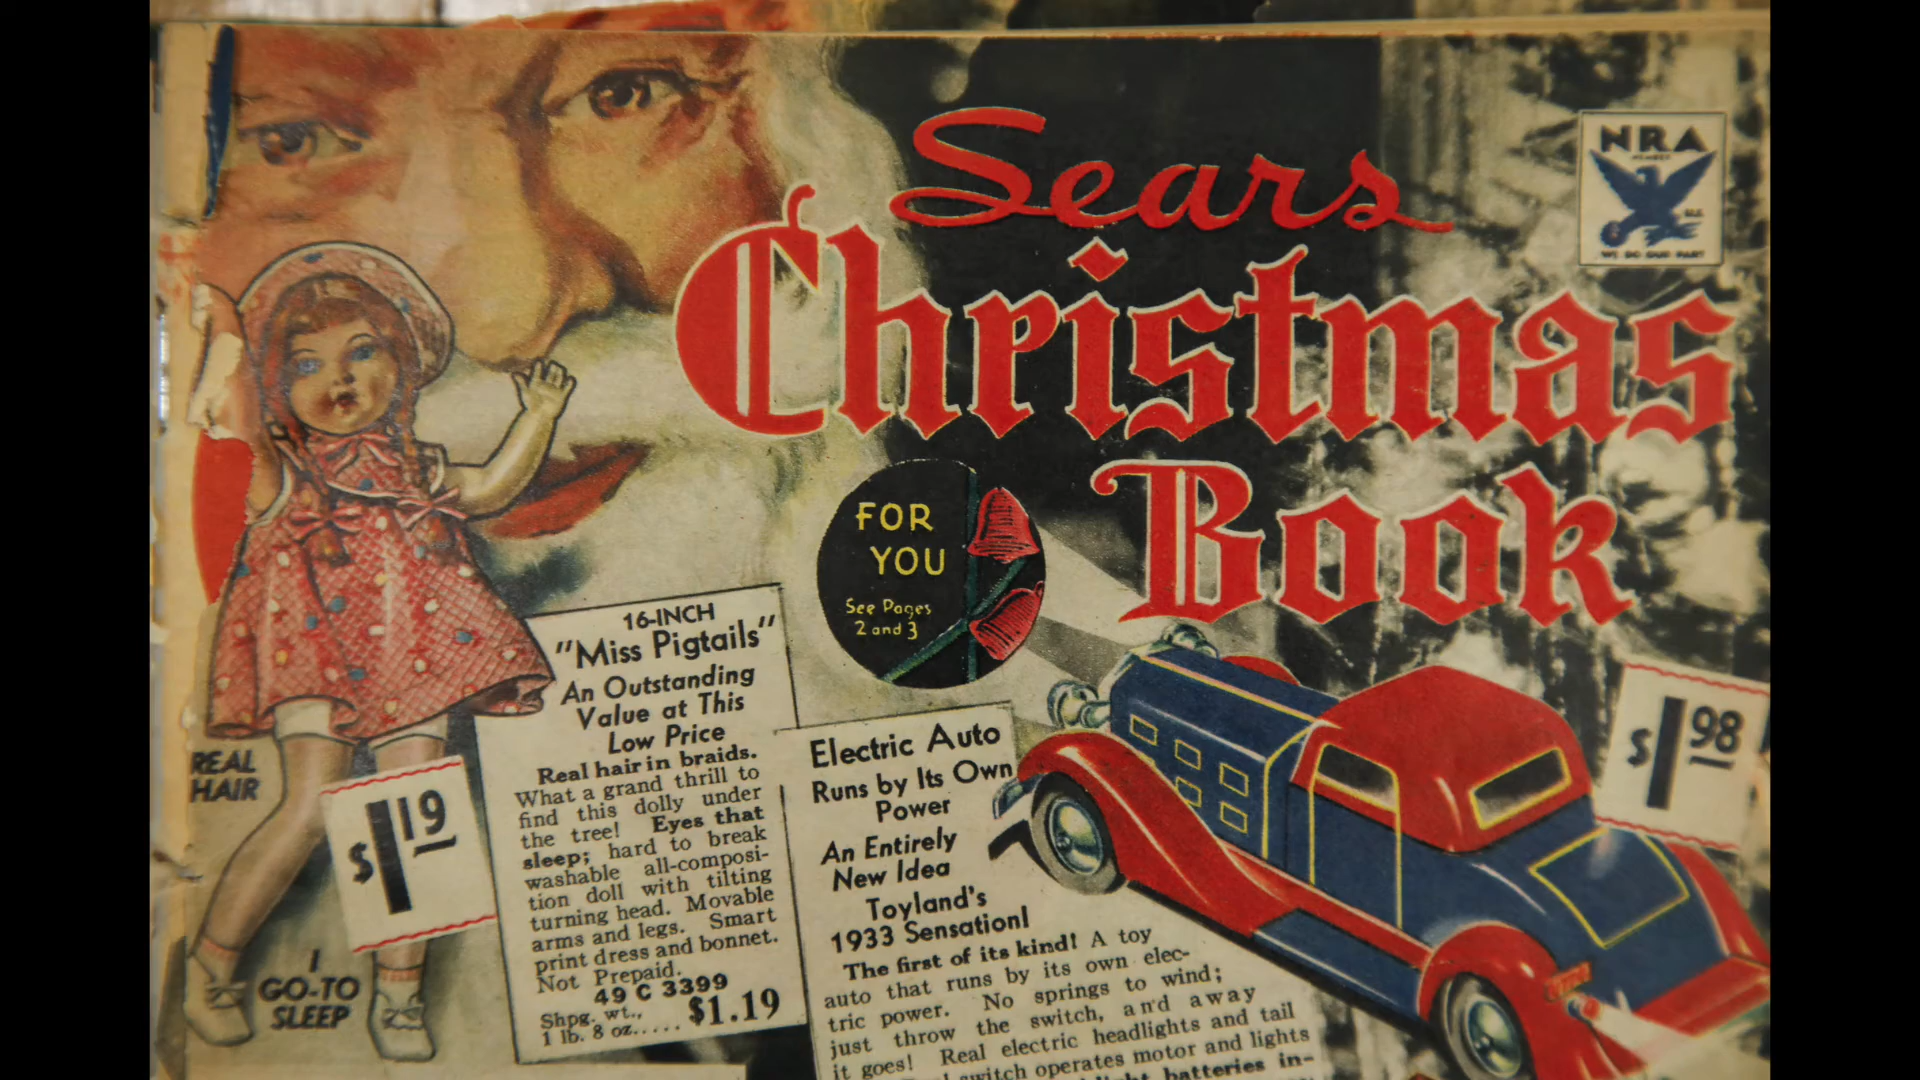 Sears
Christmas
Book
NRA
MEMBER
U.S.
WE DO OUR PART
FOR
YOU
See Pages
2 and 3
16-INCH
"Miss Pigtails"
An Outstanding
Value at This
Low Price
Real hair in braids.
What a grand thrill to
find this dolly under
the tree! Eyes that
sleep; hard to break
washable all-composi-
tion doll with tilting
turning head. Movable
arms and legs. Smart
print dress and bonnet.
Not Prepaid.
49 C 3399
Shpg. wt.,
1 lb. 8 oz..... $1.19
REAL
HAIR
$1 19
I
GO-TO
SLEEP
Electric Auto
Runs by Its Own
Power
An Entirely
New Idea
Toyland's
1933 Sensation!
The first of its kind! A toy
auto that runs by its own elec-
tric power. No springs to wind;
just throw the switch, and away
it goes! Real electric headlights and tail
switch operates motor and lights
batteries in-
$1 98